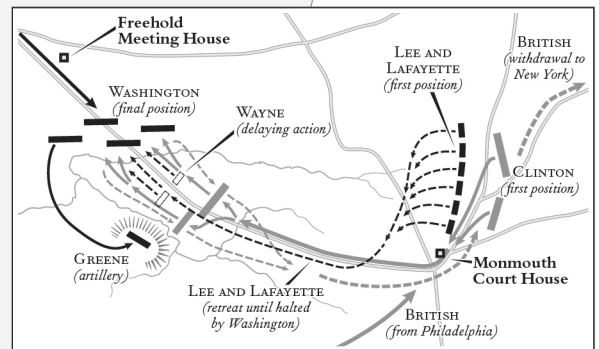 Freehold
Meeting House
WASHINGTON
(final position)
WAYNE
(delaying action)
LEE AND
LAFAYETTE
(first position)
BRITISH
(withdrawal to
New York)
CLINTON
(first position)
GREENE
(artillery)
LEE AND LAFAYETTE
(retreat until halted
by Washington)
Monmouth
Court House
BRITISH
(from Philadelphia)